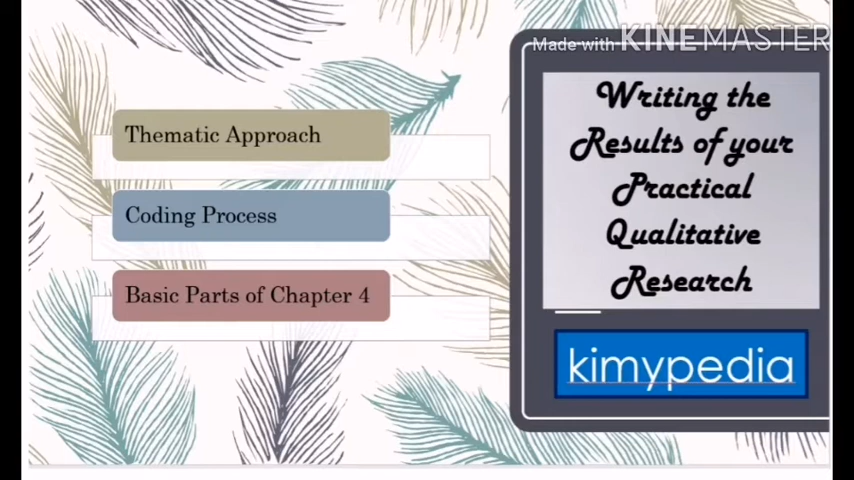 Made with KINEMASTER
Thematic Approach
Coding Process
Basic Parts of Chapter 4
Writing the
Results of your
Practical
Qualitative
Research
kimypedia